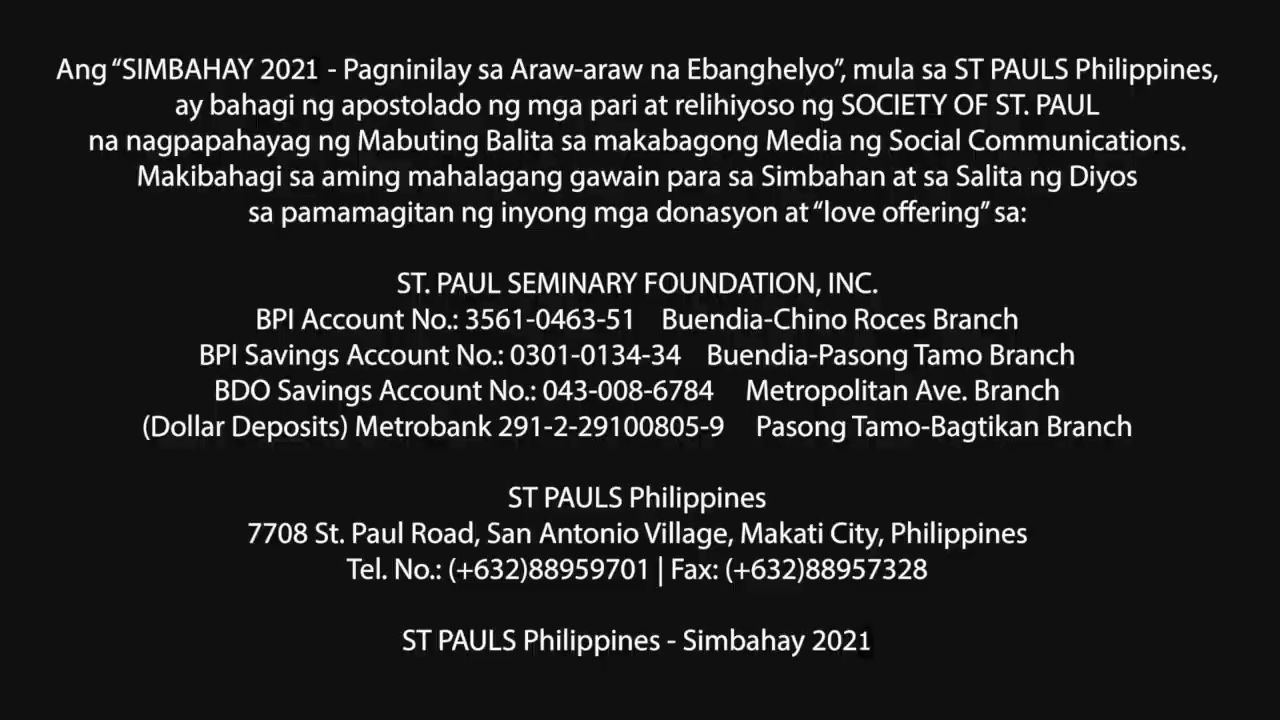 Ang “SIMBAHAY 2021 - Pagninilay sa Araw-araw na Ebanghelyo”, mula sa ST PAULS Philippines,
ay bahagi ng apostolado ng mga pari at relihiyoso ng SOCIETY OF ST. PAUL
na nagpapahayag ng Mabuting Balita sa makabagong Media ng Social Communications.
Makibahagi sa aming mahalagang gawain para sa Simbahan at sa Salita ng Diyos
sa pamamagitan ng inyong mga donasyon at “love offering” sa:
ST. PAUL SEMINARY FOUNDATION, INC.
BPI Account No.: 3561-0463-51 Buendia-Chino Roces Branch
BPI Savings Account No.: 0301-0134-34 Buendia-Pasong Tamo Branch
BDO Savings Account No.: 043-008-6784 Metropolitan Ave. Branch
(Dollar Deposits) Metrobank 291-2-29100805-9 Pasong Tamo-Bagtikan Branch
ST PAULS Philippines
7708 St. Paul Road, San Antonio Village, Makati City, Philippines
Tel. No.: (+632)88959701 | Fax: (+632)88957328
ST PAULS Philippines - Simbahay 2021